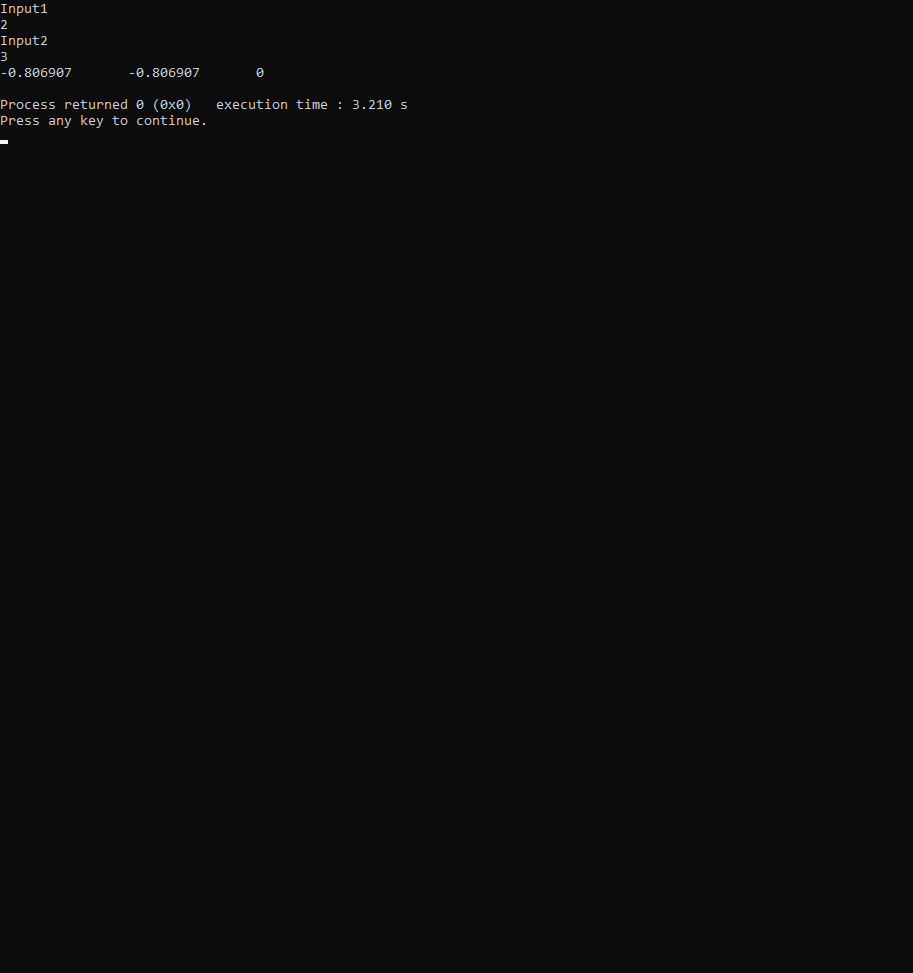 Input1
2
Input2
3
-0.806907       -0.806907       0

Process returned 0 (0x0)   execution time : 3.210 s
Press any key to continue.